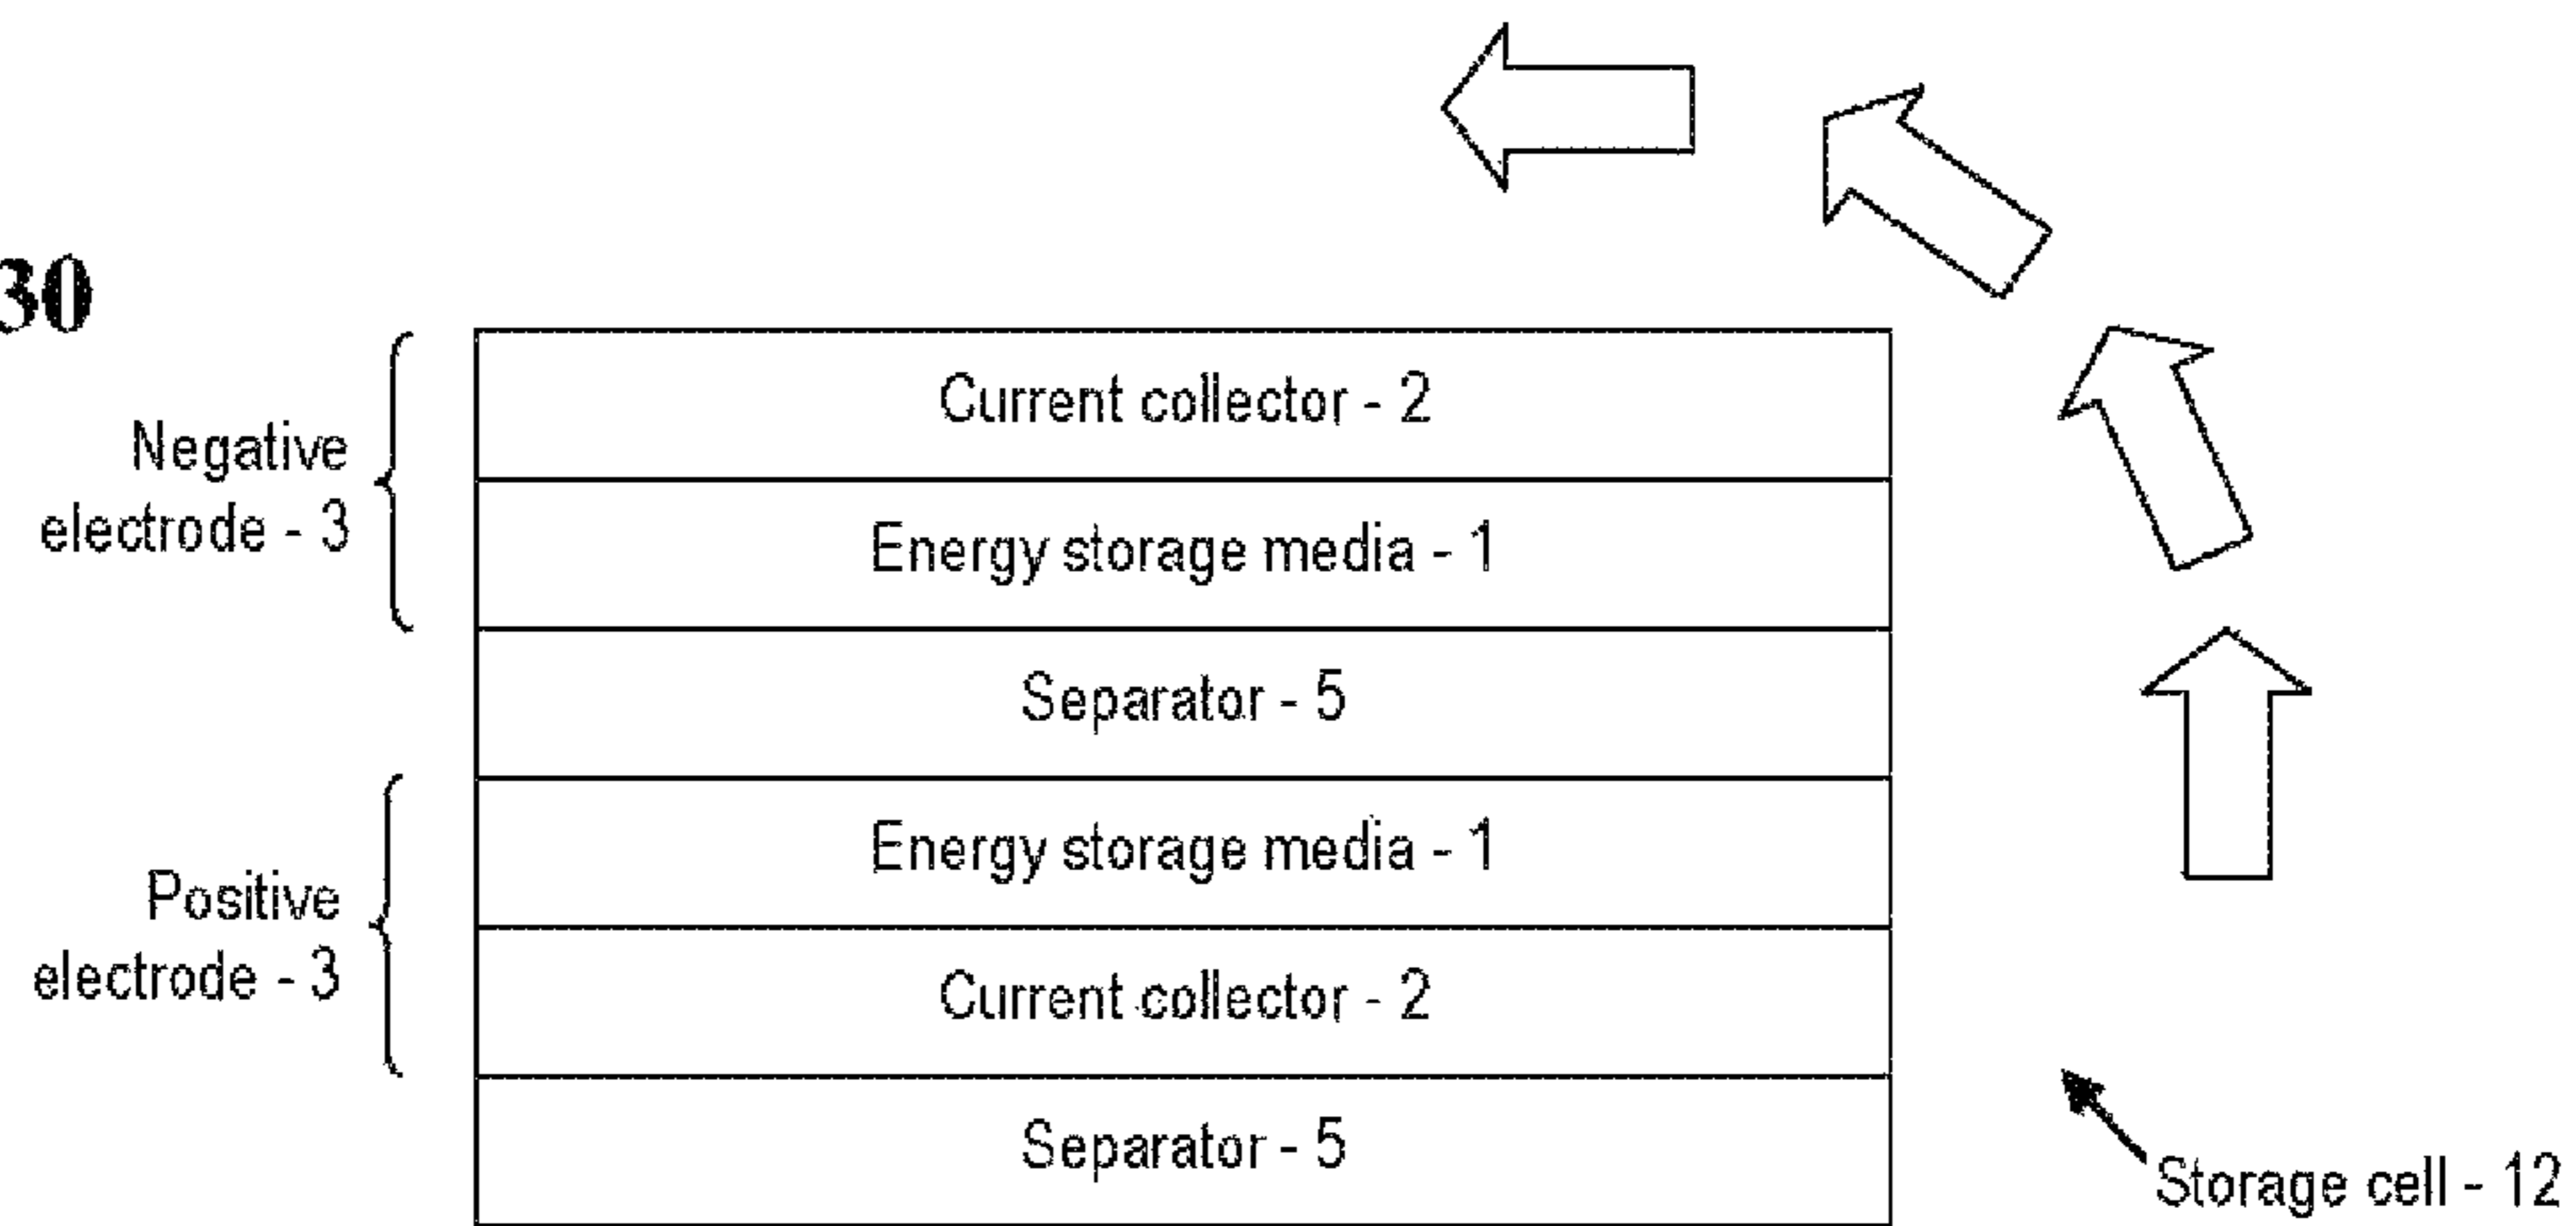 30
Current collector - 2
Negative
electrode - 3
Energy storage media - 1
Separator - 5
Energy storage media - 1
Positive
electrode - 3
Current collector - 2
Separator - 5
Storage cell - 12